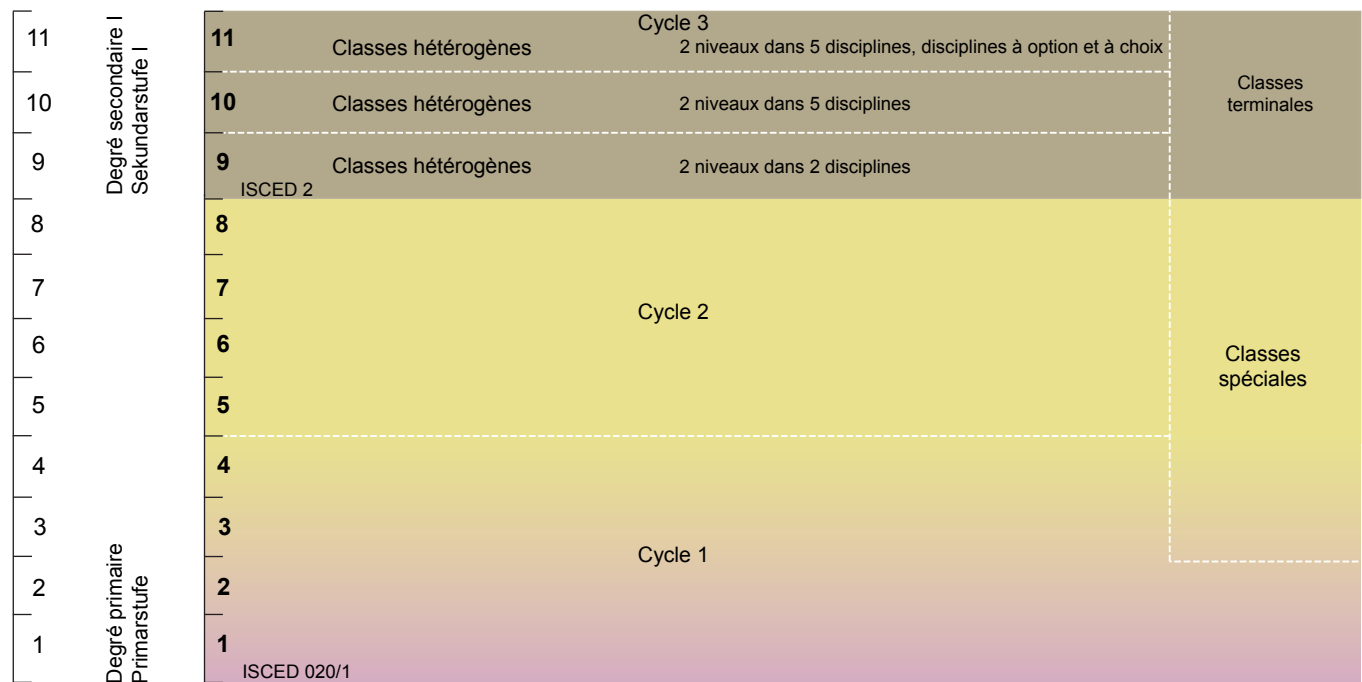 Cycle 3
11
11
Classes hétérogènes
2 niveaux dans 5 disciplines, disciplines à option et à choix
10
10
Classes hétérogènes
2 niveaux dans 5 disciplines
Classes
terminales
9
9
Classes hétérogènes
2 niveaux dans 2 disciplines
ISCED 2
Degré secondaire I
Sekundarstufe I
8
8
7
7
Cycle 2
6
6
Classes
spéciales
5
5
4
4
3
3
Cycle 1
2
2
1
1
ISCED 020/1
Degré primaire
Primarstufe